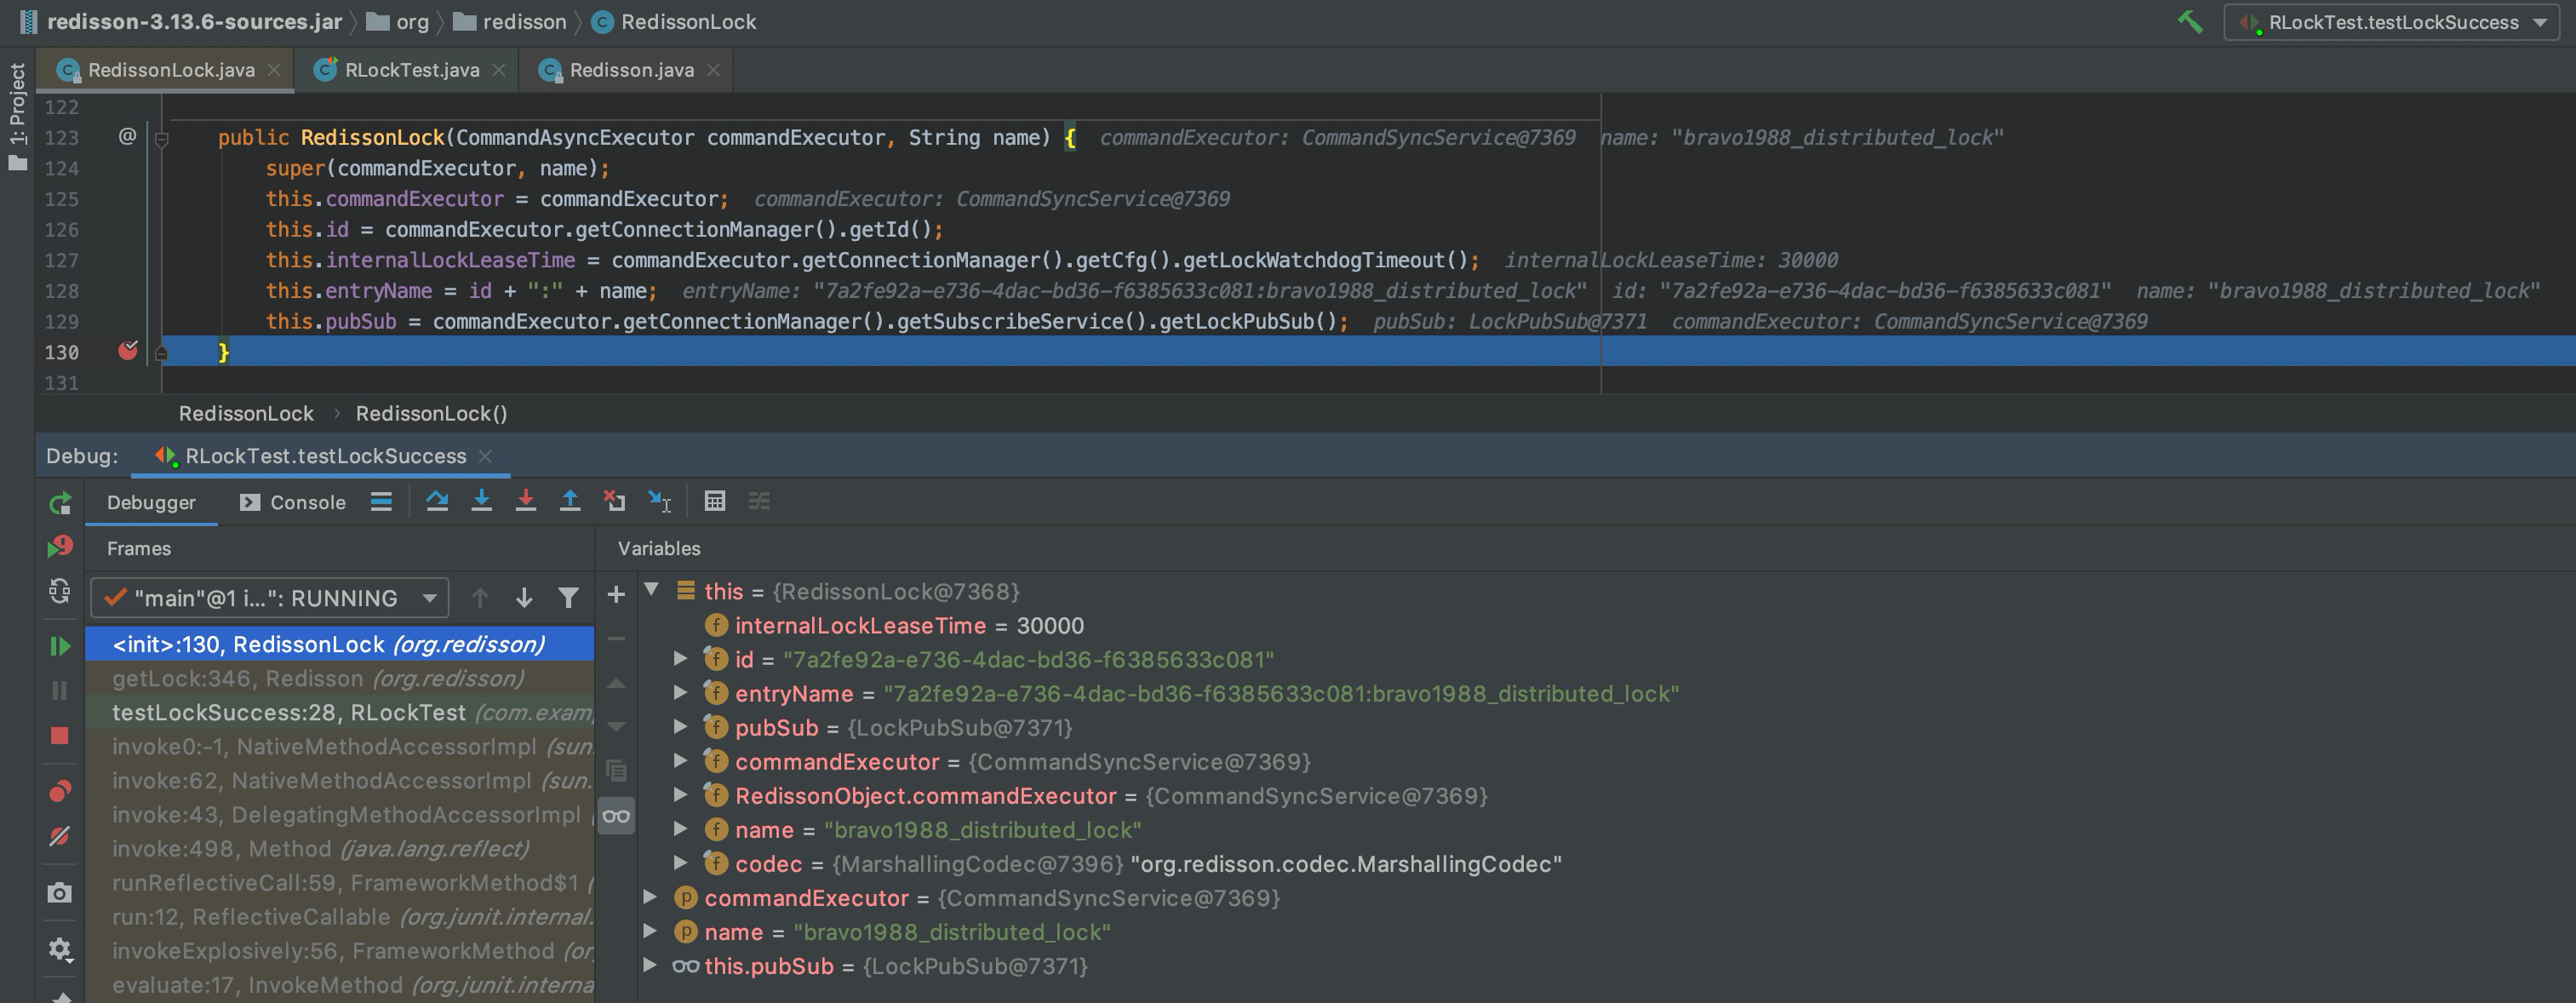 redisson-3.13.6-sources.jar org redisson RedissonLock RLockTest.testLockSuccess
1: Project
RedissonLock.java RLockTest.java Redisson.java
122
123 @ public RedissonLock(CommandAsyncExecutor commandExecutor, String name) { commandExecutor: CommandSyncService@7369 name: "bravo1988_distributed_lock"
124 super(commandExecutor, name);
125 this.commandExecutor = commandExecutor; commandExecutor: CommandSyncService@7369
126 this.id = commandExecutor.getConnectionManager().getId();
127 this.internalLockLeaseTime = commandExecutor.getConnectionManager().getCfg().getLockWatchdogTimeout(); internalLockLeaseTime: 30000
128 this.entryName = id + ":" + name; entryName: "7a2fe92a-e736-4dac-bd36-f6385633c081:bravo1988_distributed_lock" id: "7a2fe92a-e736-4dac-bd36-f6385633c081" name: "bravo1988_distributed_lock"
129 this.pubSub = commandExecutor.getConnectionManager().getSubscribeService().getLockPubSub(); pubSub: LockPubSub@7371 commandExecutor: CommandSyncService@7369
130 }
131
RedissonLock › RedissonLock()
Debug: RLockTest.testLockSuccess
Debugger Console
Frames
"main"@1 i...": RUNNING
<init>:130, RedissonLock (org.redisson)
getLock:346, Redisson (org.redisson)
testLockSuccess:28, RLockTest (com.exam
invoke0:-1, NativeMethodAccessorImpl (sun.
invoke:62, NativeMethodAccessorImpl (sun.
invoke:43, DelegatingMethodAccessorImpl (
invoke:498, Method (java.lang.reflect)
runReflectiveCall:59, FrameworkMethod$1 (
run:12, ReflectiveCallable (org.junit.internal.
invokeExplosively:56, FrameworkMethod (or
evaluate:17, InvokeMethod (org.junit.interna
Variables
this = {RedissonLock@7368}
internalLockLeaseTime = 30000
id = "7a2fe92a-e736-4dac-bd36-f6385633c081"
entryName = "7a2fe92a-e736-4dac-bd36-f6385633c081:bravo1988_distributed_lock"
pubSub = {LockPubSub@7371}
commandExecutor = {CommandSyncService@7369}
RedissonObject.commandExecutor = {CommandSyncService@7369}
name = "bravo1988_distributed_lock"
codec = {MarshallingCodec@7396} "org.redisson.codec.MarshallingCodec"
commandExecutor = {CommandSyncService@7369}
name = "bravo1988_distributed_lock"
this.pubSub = {LockPubSub@7371}